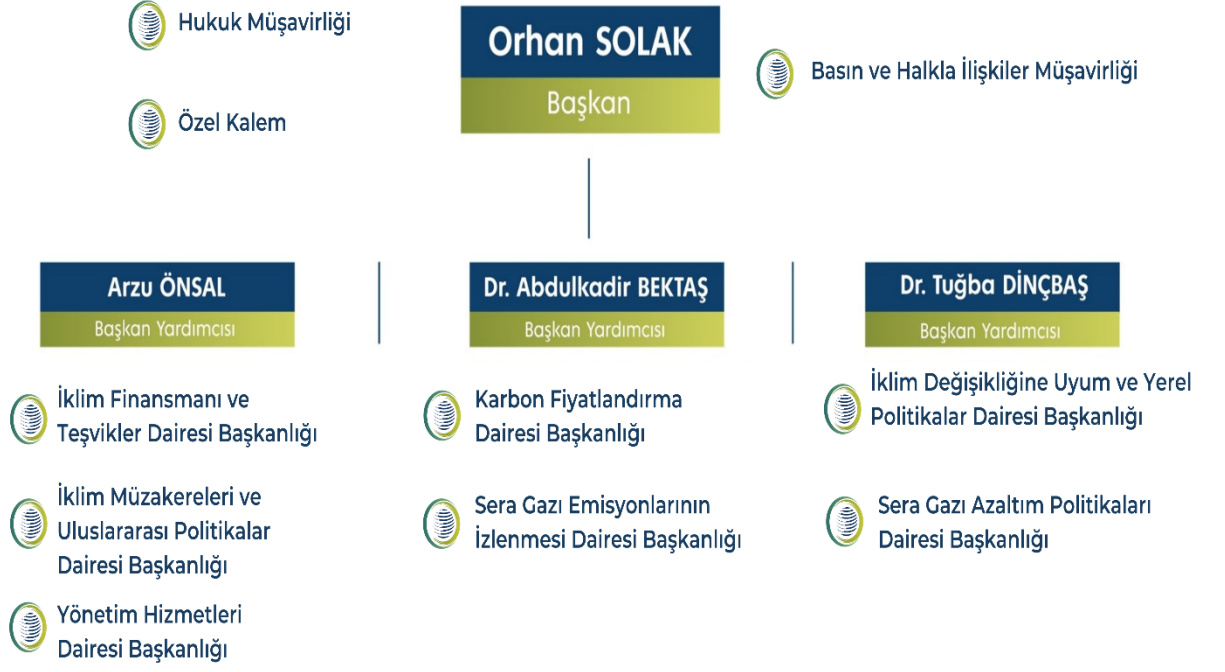 Hukuk Müşavirliği
Özel Kalem
Orhan SOLAK
Başkan
Basın ve Halkla İlişkiler Müşavirliği
Arzu ÖNSAL
Başkan Yardımcısı
İklim Finansmanı ve
Teşvikler Dairesi Başkanlığı
İklim Müzakereleri ve
Uluslararası Politikalar
Dairesi Başkanlığı
Yönetim Hizmetleri
Dairesi Başkanlığı
Dr. Abdulkadir BEKTAŞ
Başkan Yardımcısı
Karbon Fiyatlandırma
Dairesi Başkanlığı
Sera Gazı Emisyonlarının
İzlenmesi Dairesi Başkanlığı
Dr. Tuğba DİNÇBAŞ
Başkan Yardımcısı
İklim Değişikliğine Uyum ve Yerel
Politikalar Dairesi Başkanlığı
Sera Gazı Azaltım Politikaları
Dairesi Başkanlığı